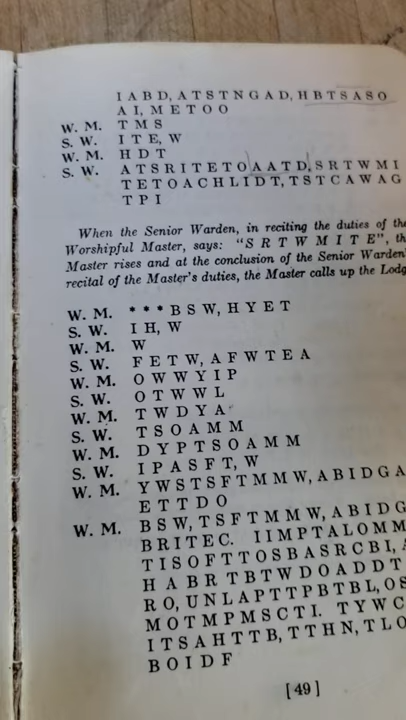 I A B D, A T S T N G A D, H B T S A S O
A I, M E T O O
W. M. T M S
S. W. I T E, W
W. M. H D T
S. W. A T S R I T E T O A A T D, S R T W M I
T E T O A C H L I D T, T S T C A W A G
T P I
When the Senior Warden, in reciting the duties of the
Worshipful Master, says: "S R T W M I T E", th
Master rises and at the conclusion of the Senior Warden'
recital of the Master's duties, the Master calls up the Lodg
W. M. * * * B S W, H Y E T
S. W. I H, W
W. M. W
S. W. F E T W, A F W T E A
W. M. O W W Y I P
S. W. O T W W L
W. M. T W D Y A
S. W. T S O A M M
W. M. D Y P T S O A M M
S. W. I P A S F T, W
W. M. Y W S T S F T M M W, A B I D G A
E T T D O
W. M. B S W, T S F T M M W, A B I D G
B R I T E C. I I M P T A L O M M
T I S O F T T O S B A S R C B I, A
H A B R T B T W D O A D D T
R O, U N L A P T T P B T B L, O S
M O T M P M S C T I. T Y W C
I T S A H T T B, T T H N, T L O
B O I D F
[49]